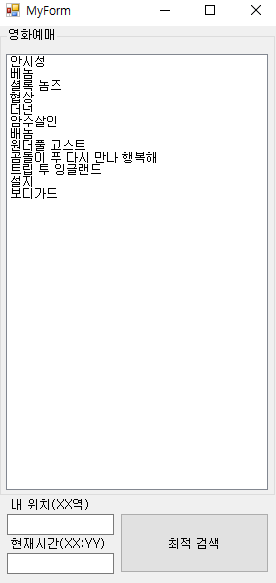 MyForm
영화예매
안시성
베놈
셜록 놈즈
협상
더넌
암수살인
배놈
원더풀 고스트
곰돌이 푸 다시 만나 행복해
트립 투 잉글랜드
설지
보디가드
내 위치(XX역)
현재시간(XX:YY)
최적 검색